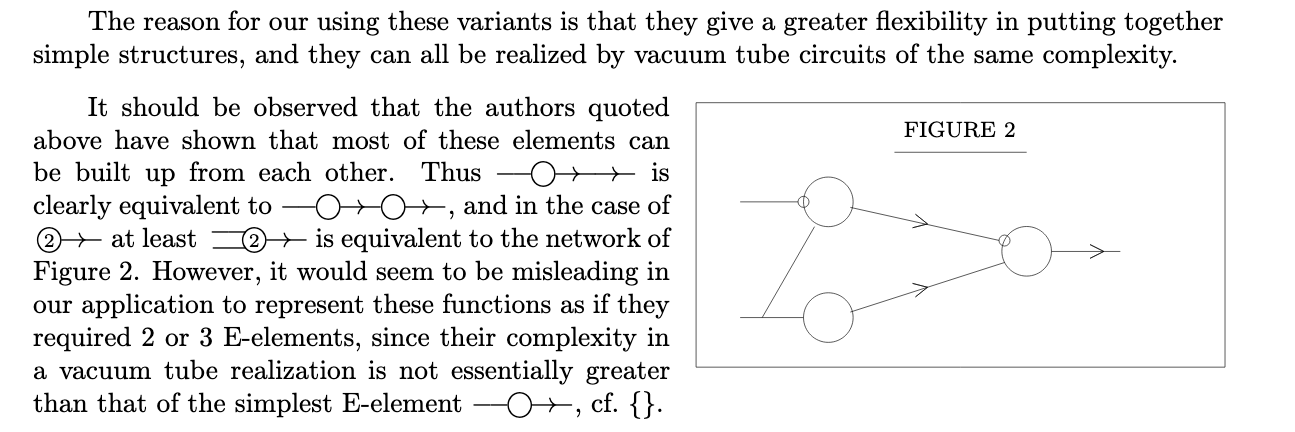 The reason for our using these variants is that they give a greater flexibility in putting together
simple structures, and they can all be realized by vacuum tube circuits of the same complexity.
It should be observed that the authors quoted
above have shown that most of these elements can
be built up from each other. Thus is
clearly equivalent to , and in the case of
2 at least 2 is equivalent to the network of
Figure 2. However, it would seem to be misleading in
our application to represent these functions as if they
required 2 or 3 E-elements, since their complexity in
a vacuum tube realization is not essentially greater
than that of the simplest E-element , cf. {}.
FIGURE 2